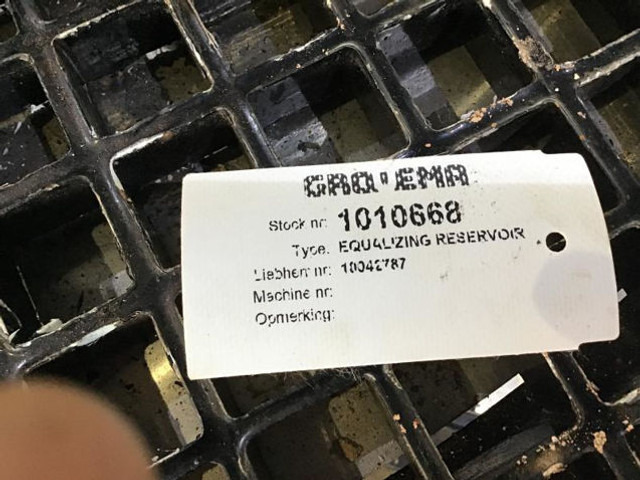 Stock nr: 1010668
Type: EQUALIZING RESERVOIR
Liebherr nr: 10042787
Machine nr:
Opmerking: